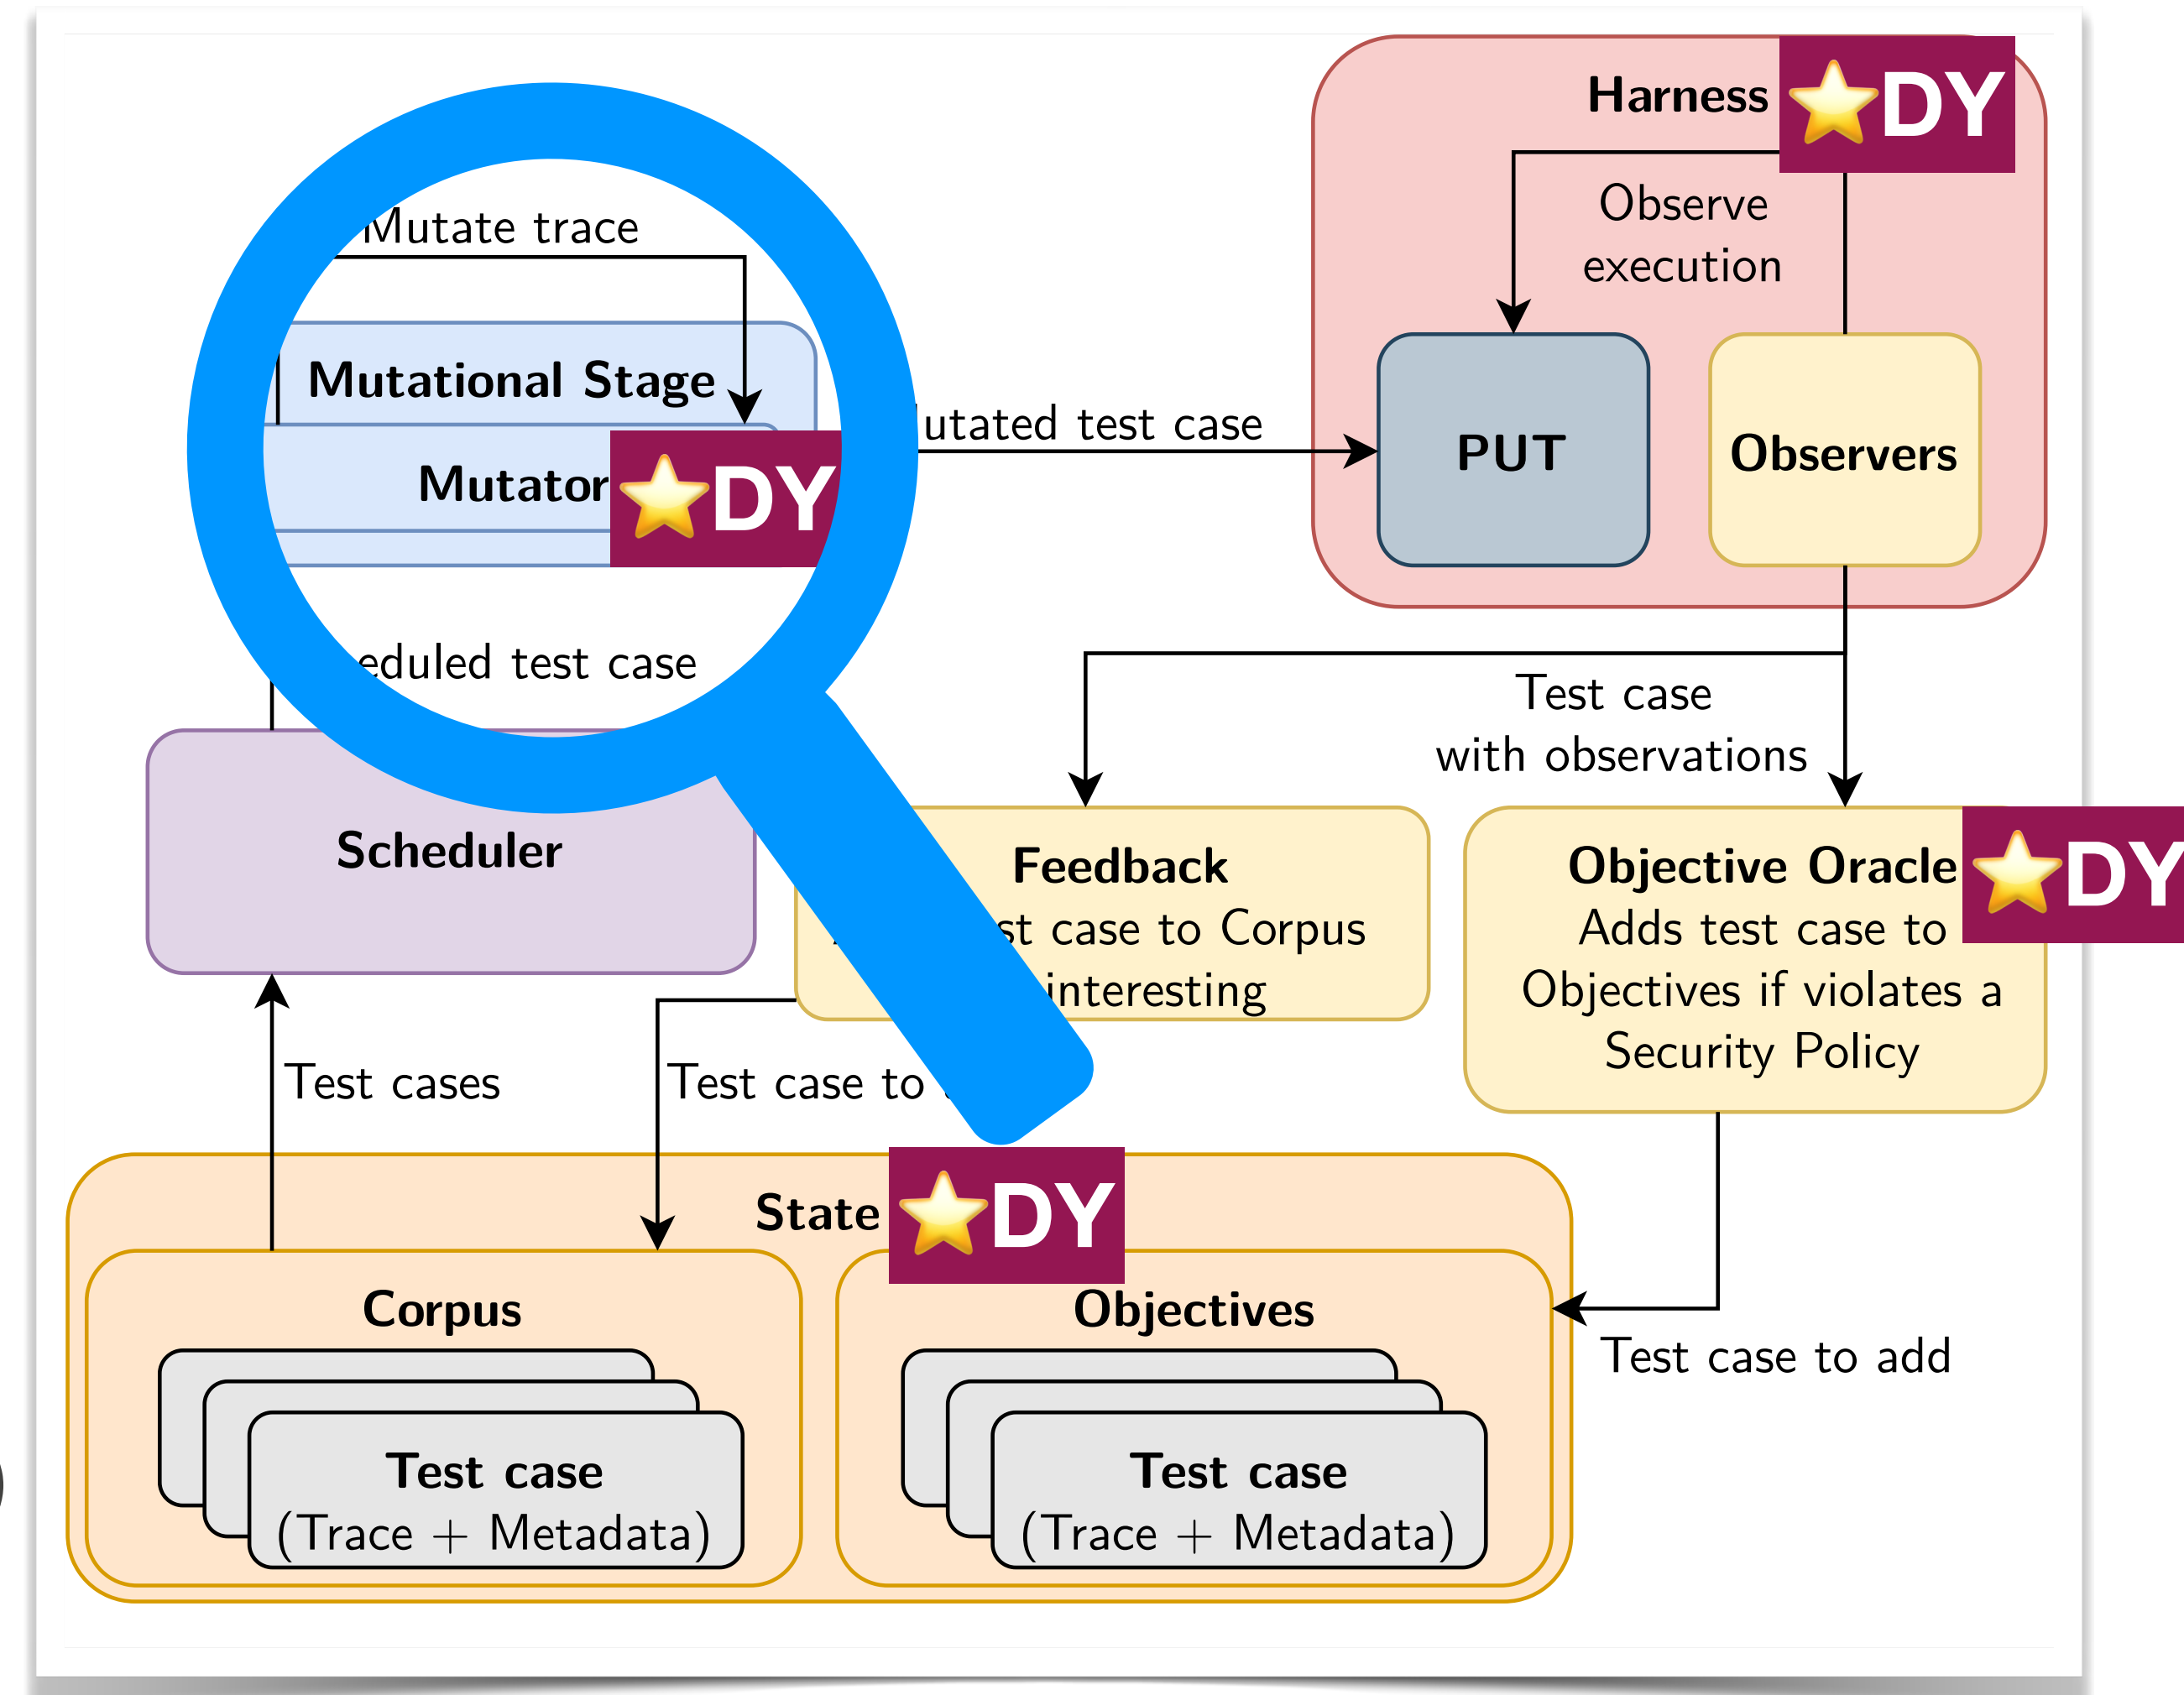 Harness
DY
Observe
execution
Mutate trace
Mutational Stage
Mutator
DY
utated test case
PUT
Observers
eduled test case
Test case
with observations
Scheduler
Feedback
st case to Corpus
interesting
Objective Oracle
DY
Adds test case to
Objectives if violates a
Security Policy
Test cases
Test case to
State
DY
Corpus
Objectives
Test case to add
Test case
(Trace + Metadata)
Test case
(Trace + Metadata)